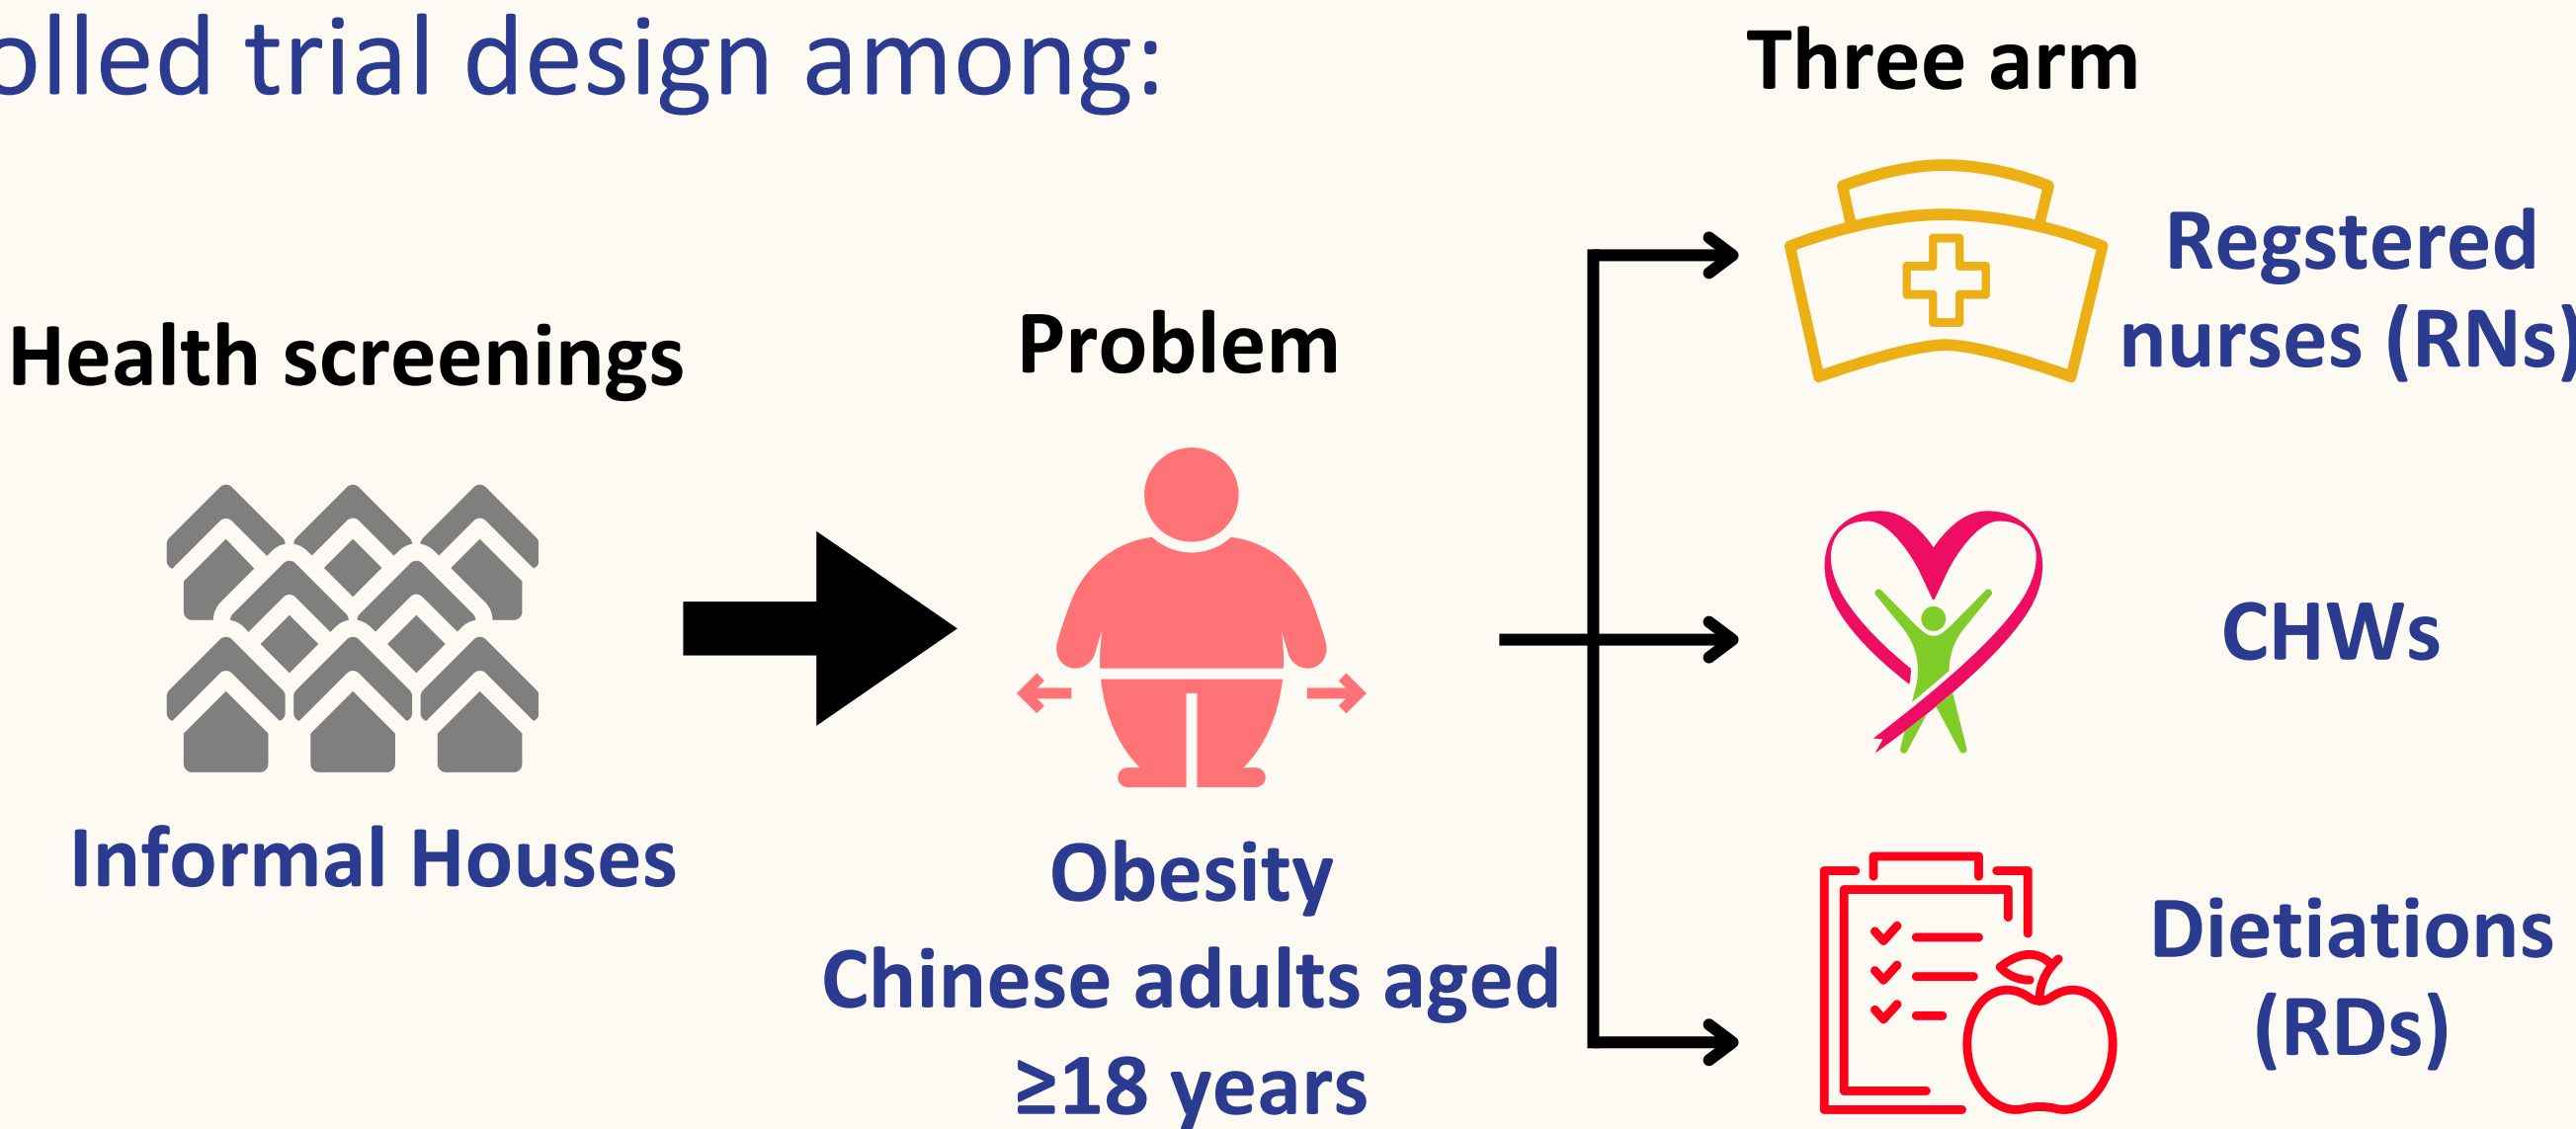 olled trial design among:
Three arm
Health screenings
Informal Houses
Problem
Obesity
Chinese adults aged
≥18 years
Regstered
nurses (RNs)
CHWs
Dietiations
(RDs)